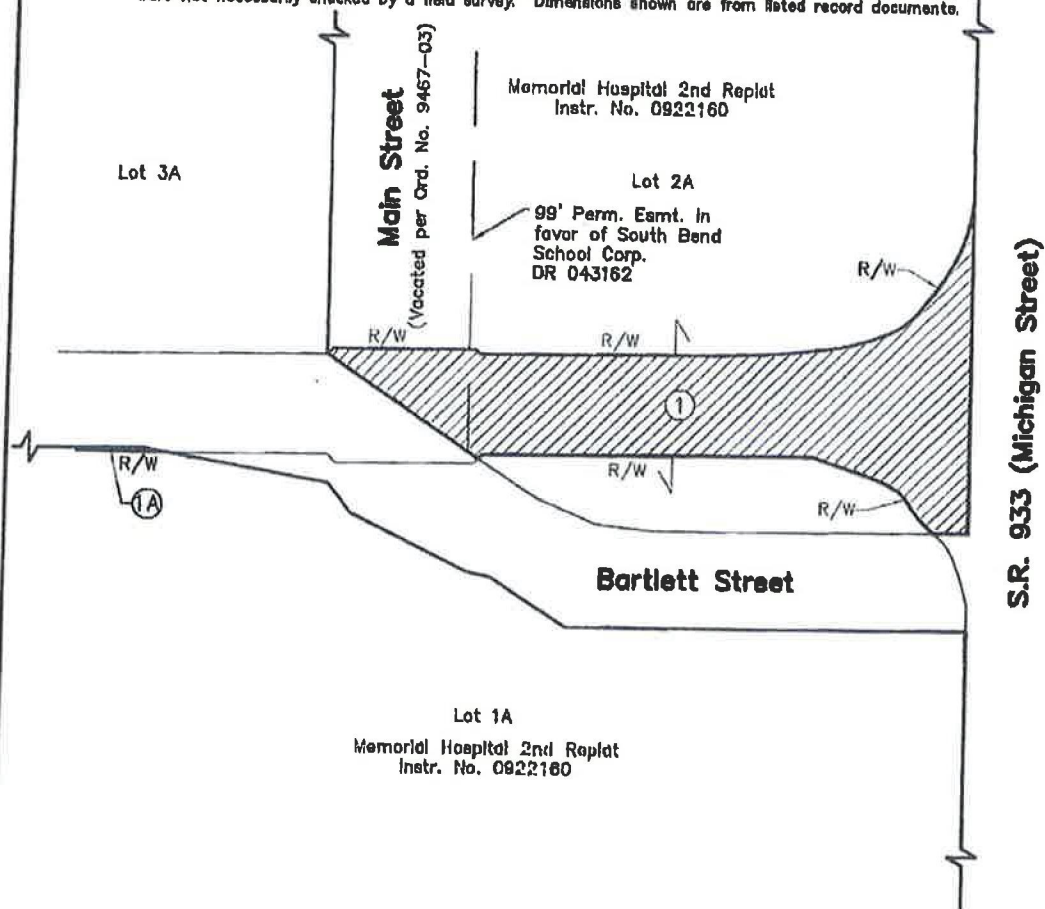 necessarily checked by a field survey. Dimensions shown are from listed record documents.
Main Street
(Vacated per Ord. No. 9467-03)
Memorial Hospital 2nd Replat
Instr. No. 0922160
Lot 3A
Lot 2A
99' Perm. Esmt. in
favor of South Bend
School Corp.
DR 043162
R/W
R/W
R/W
1
R/W
1A
R/W
R/W
S.R. 933 (Michigan Street)
Bartlett Street
Lot 1A
Memorial Hospital 2nd Replat
Instr. No. 0922160